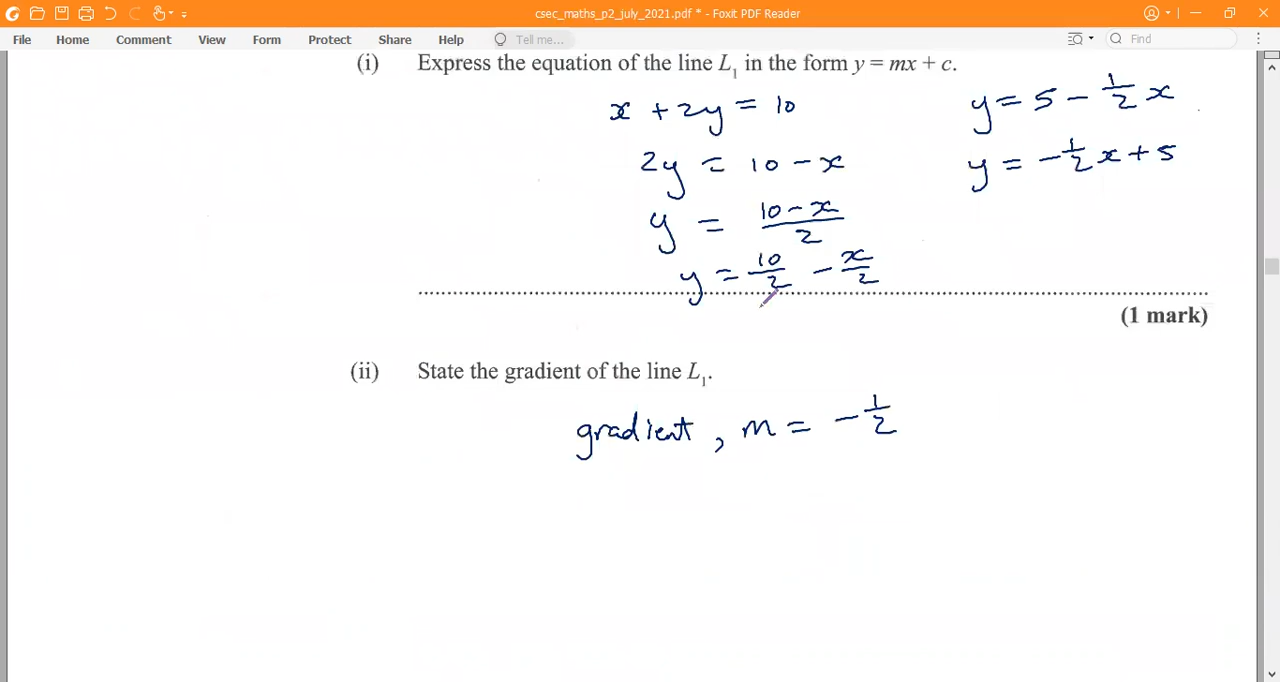 csec_maths_p2_july_2021.pdf * - Foxit PDF Reader
File Home Comment View Form Protect Share Help Tell me... Find
(i) Express the equation of the line L₁ in the form y = mx + c.
x + 2y = 10
2y = 10 - x
y = (10 - x)/2
y = 10/2 - x/2
y = 5 - 1/2 x
y = -1/2 x + 5
(1 mark)
(ii) State the gradient of the line L₁.
gradient, m = -1/2